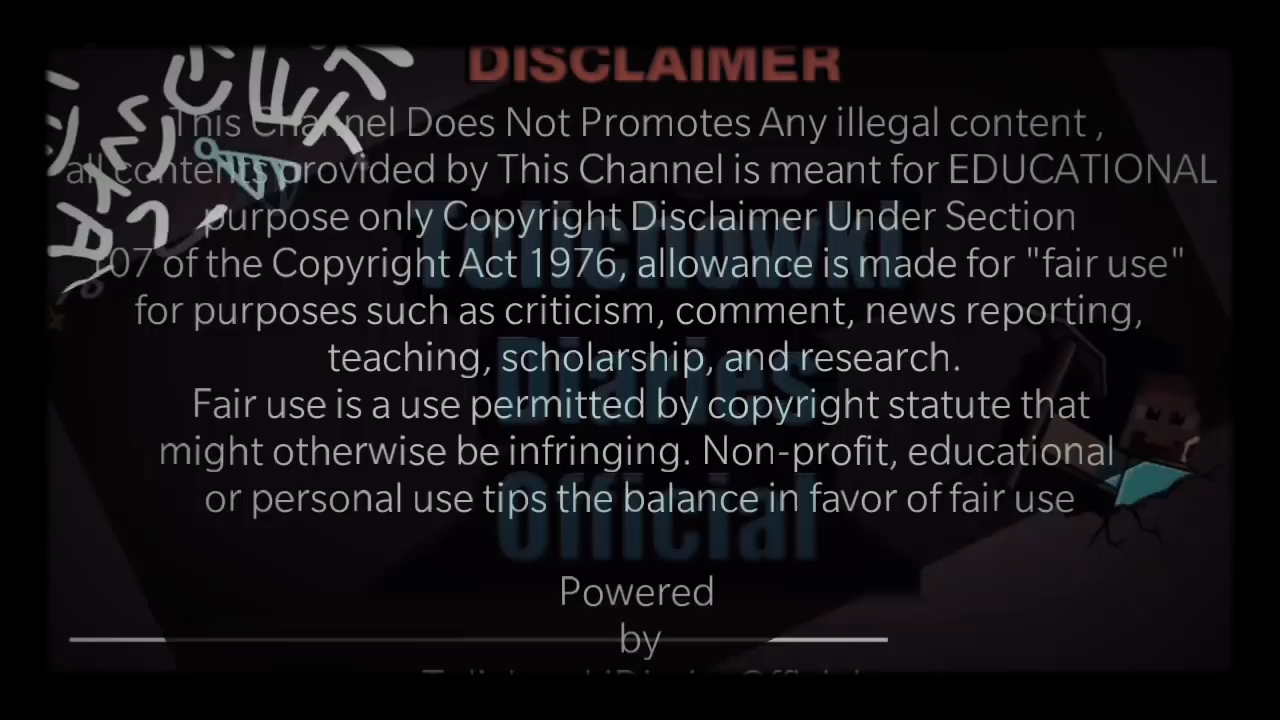 DISCLAIMER
This Channel Does Not Promotes Any illegal content ,
all contents provided by This Channel is meant for EDUCATIONAL
purpose only Copyright Disclaimer Under Section
107 of the Copyright Act 1976, allowance is made for "fair use"
for purposes such as criticism, comment, news reporting,
teaching, scholarship, and research.
Fair use is a use permitted by copyright statute that
might otherwise be infringing. Non-profit, educational
or personal use tips the balance in favor of fair use
Tolichowki
Diaries
Official
Powered
by